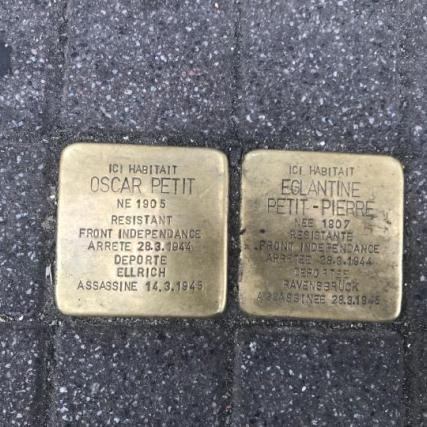 ICI HABITAIT
OSCAR PETIT
NE 1905
RESISTANT
FRONT INDEPENDANCE
ARRETE 28.3.1944
DEPORTE
ELLRICH
ASSASSINE 14.3.1945
ICI HABITAIT
EGLANTINE
PETIT-PIERRE
NEE 1907
RESISTANTE
FRONT INDEPENDANCE
ARRETEE 28.3.1944
DEPORTEE
RAVENSBRÜCK
ASSASSINEE 28.3.1945